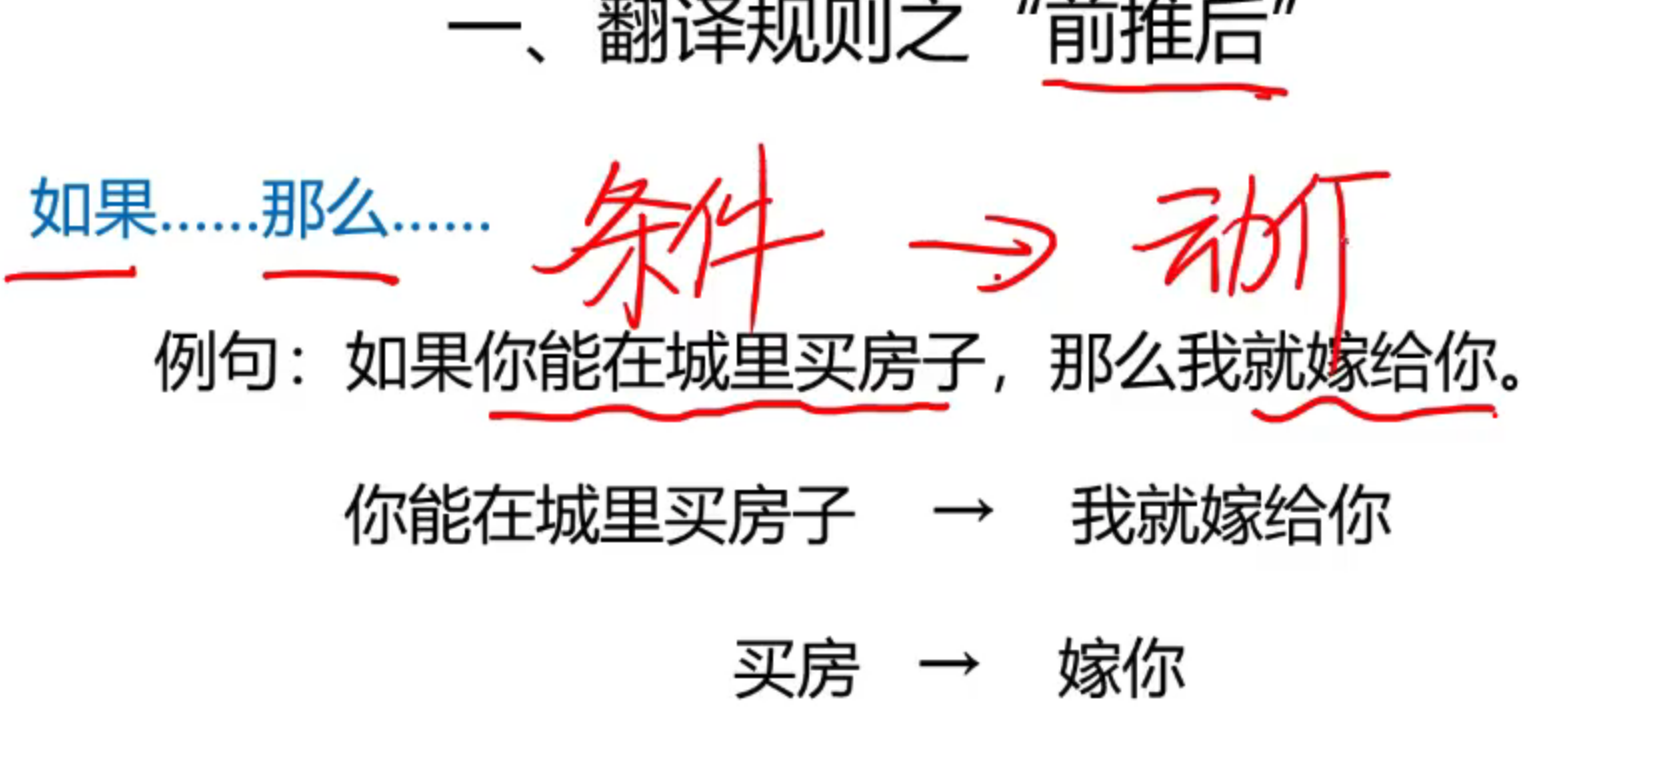 一、翻译规则之“前推后”
如果……那么…… 条件 → 动作
例句：如果你能在城里买房子，那么我就嫁给你。
你能在城里买房子 → 我就嫁给你
买房 → 嫁你